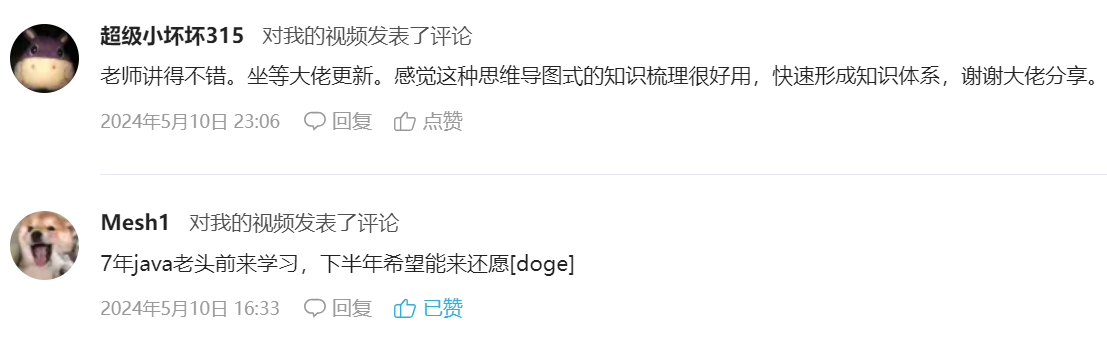 超级小坏坏315 对我的视频发表了评论
老师讲得不错。坐等大佬更新。感觉这种思维导图式的知识梳理很好用，快速形成知识体系，谢谢大佬分享。
2024年5月10日 23:06 回复 点赞
Mesh1 对我的视频发表了评论
7年java老头前来学习，下半年希望能来还愿[doge]
2024年5月10日 16:33 回复 已赞